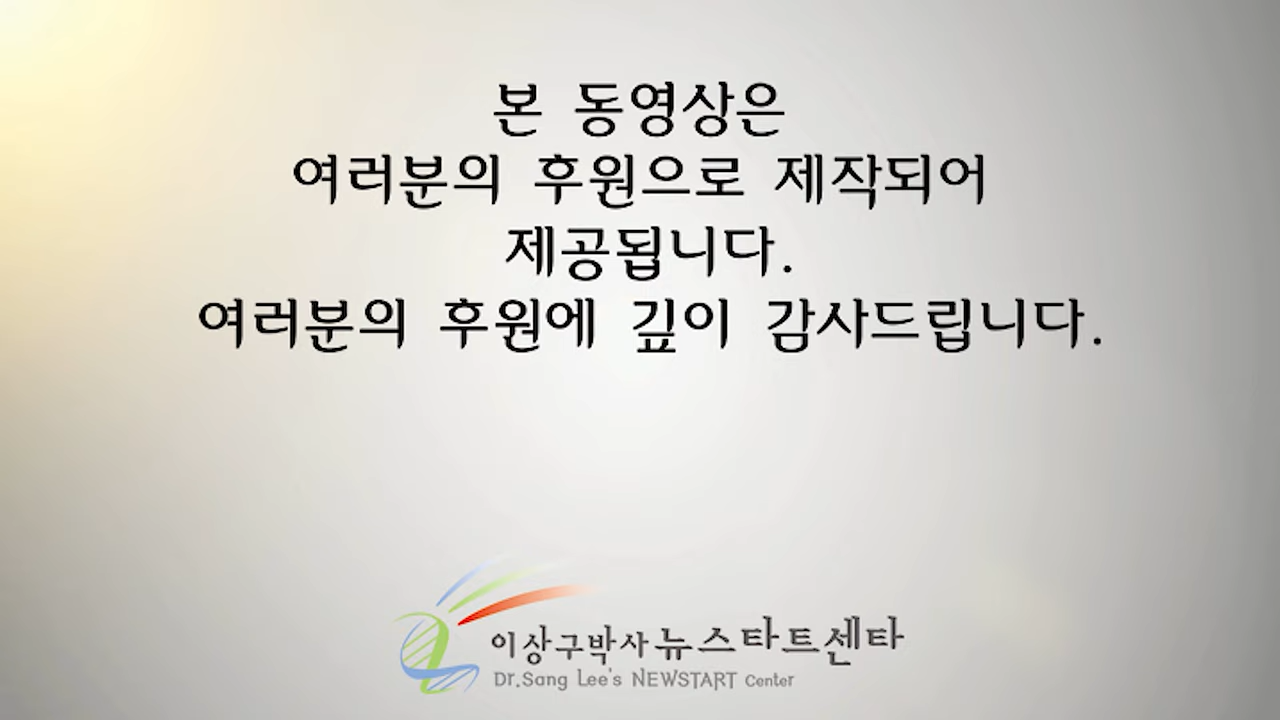 본 동영상은
여러분의 후원으로 제작되어
제공됩니다.
여러분의 후원에 깊이 감사드립니다.
이상구박사 뉴스타트센타
Dr.Sang Lee's NEWSTART Center